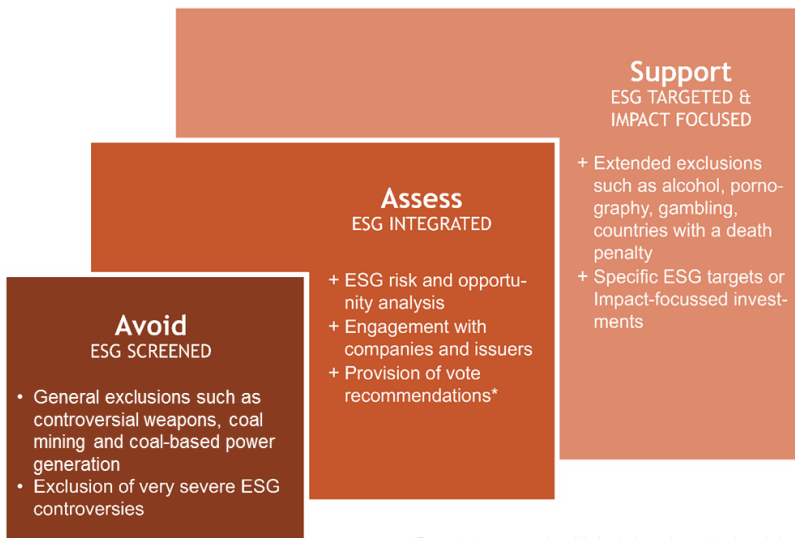 Support
ESG TARGETED &
IMPACT FOCUSED
+ Extended exclusions
such as alcohol, porno-
graphy, gambling,
countries with a death
penalty
+ Specific ESG targets or
Impact-focussed invest-
ments
Assess
ESG INTEGRATED
+ ESG risk and opportu-
nity analysis
+ Engagement with
companies and issuers
+ Provision of vote
recommendations*
Avoid
ESG SCREENED
• General exclusions such as
controversial weapons, coal
mining and coal-based power
generation
• Exclusion of very severe ESG
controversies